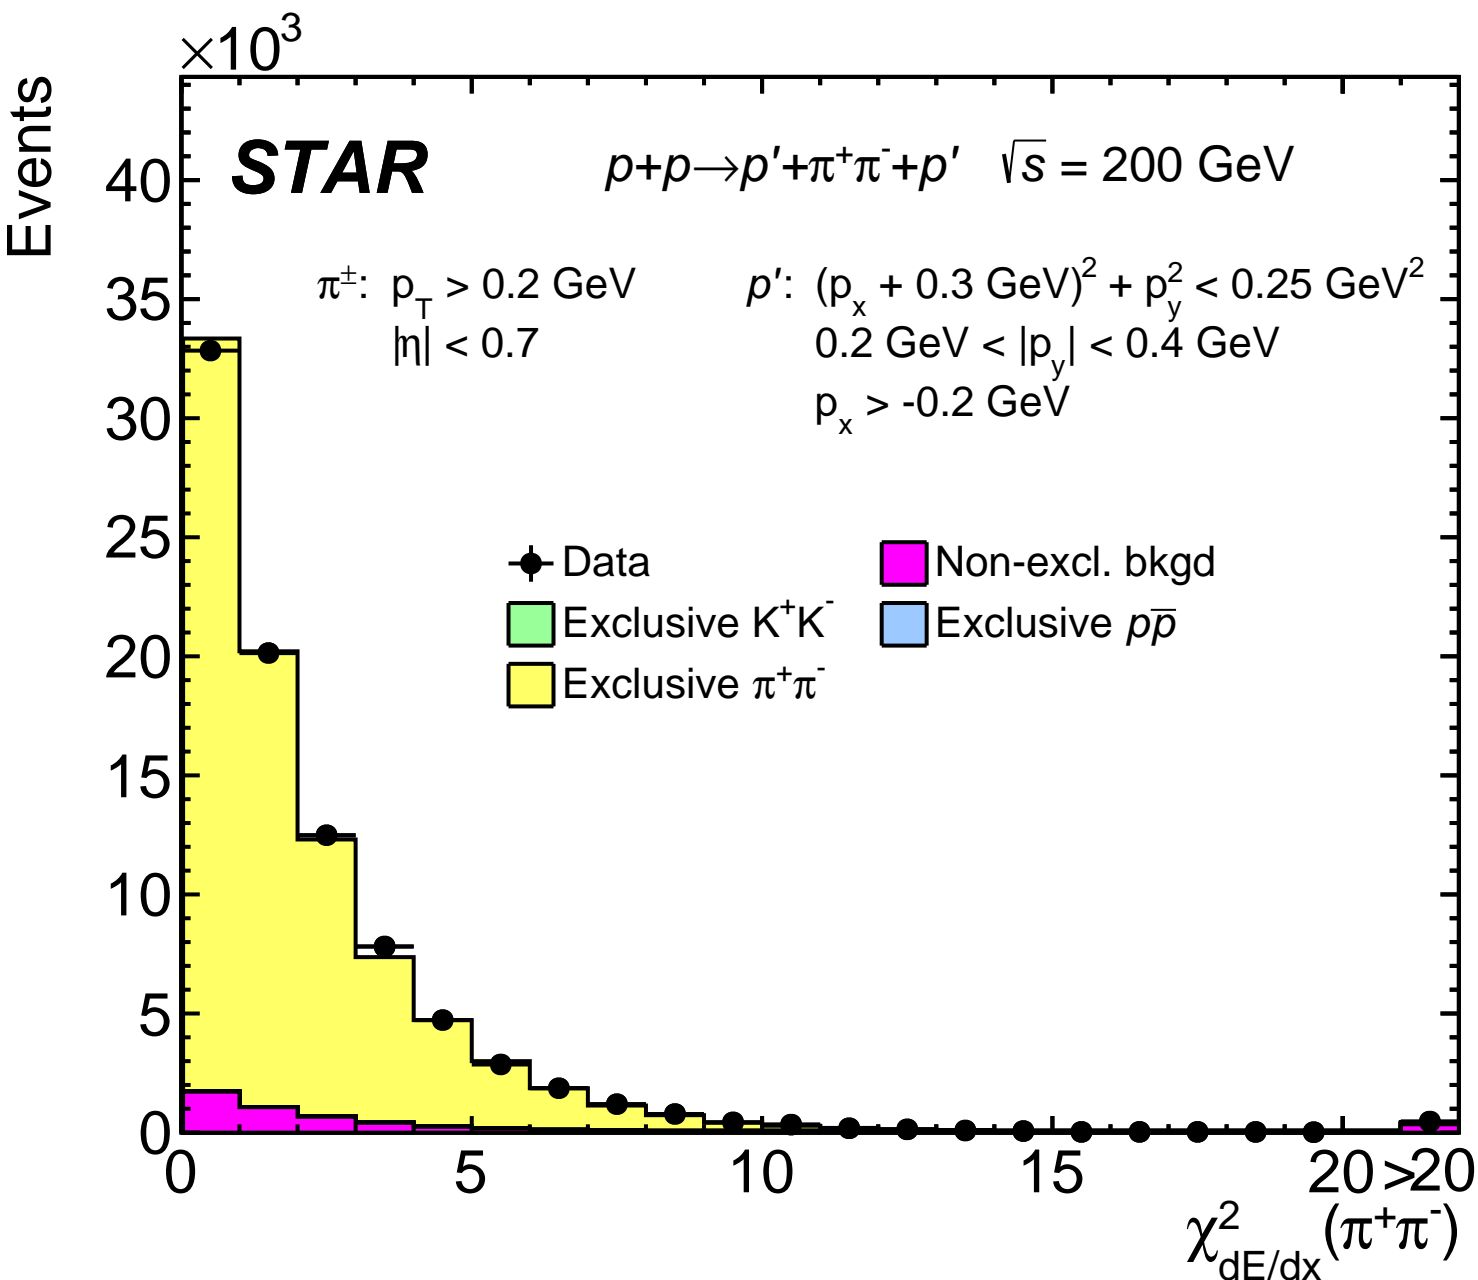 ×10³
Events
STAR p+p→p′+π⁺π⁻+p′ √s = 200 GeV
π±: p_T > 0.2 GeV p′: (p_x + 0.3 GeV)² + p_y² < 0.25 GeV²
|η| < 0.7 0.2 GeV < |p_y| < 0.4 GeV
p_x > -0.2 GeV
Data Non-excl. bkgd
Exclusive K⁺K⁻ Exclusive pp̅
Exclusive π⁺π⁻
40
35
30
25
20
15
10
5
0
0 5 10 15 20 >20
χ²_dE/dx(π⁺π⁻)